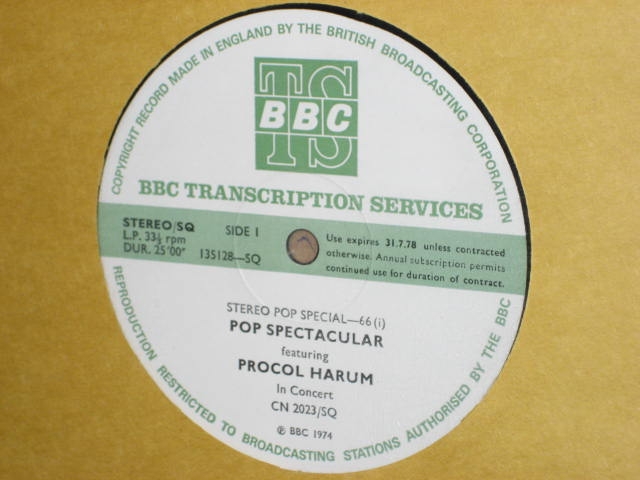 COPYRIGHT RECORD MADE IN ENGLAND BY THE BRITISH BROADCASTING CORPORATION
TS
BBC
BBC TRANSCRIPTION SERVICES
STEREO/SQ
L.P. 33⅓ rpm
DUR. 25'00"
SIDE 1
135128—SQ
Use expires 31.7.78 unless contracted
otherwise. Annual subscription permits
continued use for duration of contract.
STEREO POP SPECIAL—66 (i)
POP SPECTACULAR
featuring
PROCOL HARUM
In Concert
CN 2023/SQ
℗ BBC 1974
REPRODUCTION RESTRICTED TO BROADCASTING STATIONS AUTHORISED BY THE BBC